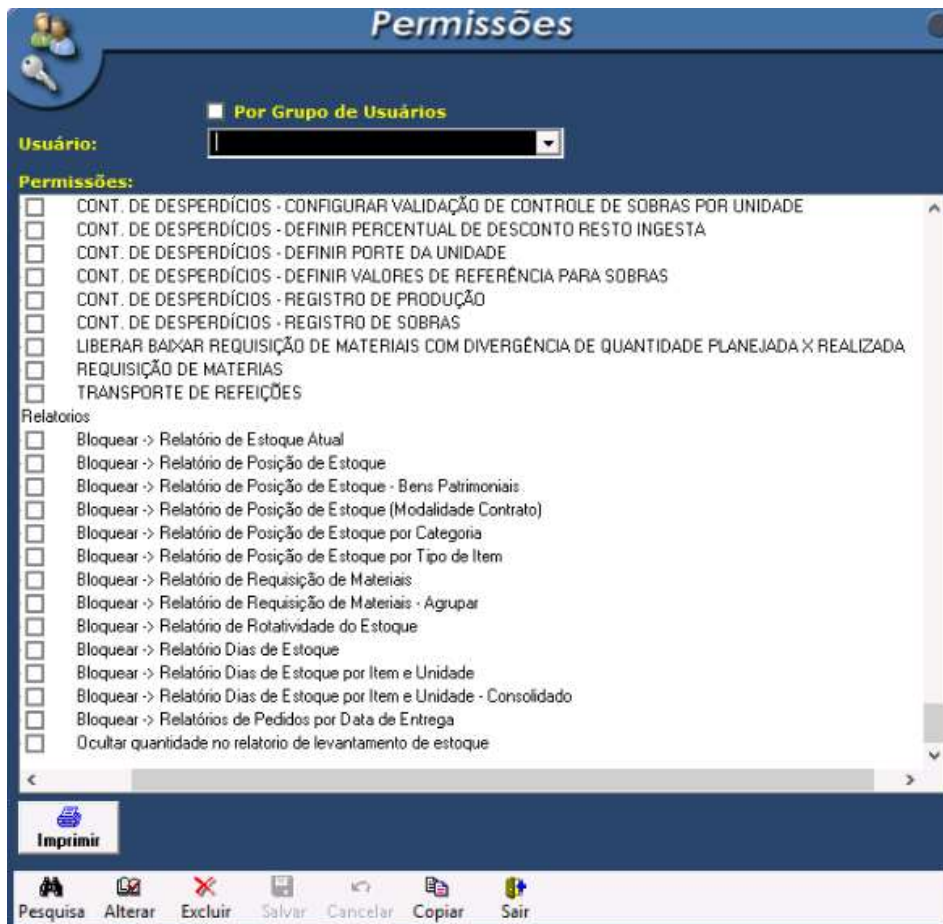 Permissões
Por Grupo de Usuários
Usuário:
Permissões:
CONT. DE DESPERDÍCIOS - CONFIGURAR VALIDAÇÃO DE CONTROLE DE SOBRAS POR UNIDADE
CONT. DE DESPERDÍCIOS - DEFINIR PERCENTUAL DE DESCONTO RESTO INGESTA
CONT. DE DESPERDÍCIOS - DEFINIR PORTE DA UNIDADE
CONT. DE DESPERDÍCIOS - DEFINIR VALORES DE REFERÊNCIA PARA SOBRAS
CONT. DE DESPERDÍCIOS - REGISTRO DE PRODUÇÃO
CONT. DE DESPERDÍCIOS - REGISTRO DE SOBRAS
LIBERAR BAIXAR REQUISIÇÃO DE MATERIAIS COM DIVERGÊNCIA DE QUANTIDADE PLANEJADA X REALIZADA
REQUISIÇÃO DE MATERIAS
TRANSPORTE DE REFEIÇÕES
Relatorios
Bloquear -> Relatório de Estoque Atual
Bloquear -> Relatório de Posição de Estoque
Bloquear -> Relatório de Posição de Estoque - Bens Patrimoniais
Bloquear -> Relatório de Posição de Estoque (Modalidade Contrato)
Bloquear -> Relatório de Posição de Estoque por Categoria
Bloquear -> Relatório de Posição de Estoque por Tipo de Item
Bloquear -> Relatório de Requisição de Materiais
Bloquear -> Relatório de Requisição de Materiais - Agrupar
Bloquear -> Relatório de Rotatividade do Estoque
Bloquear -> Relatório Dias de Estoque
Bloquear -> Relatório Dias de Estoque por Item e Unidade
Bloquear -> Relatório Dias de Estoque por Item e Unidade - Consolidado
Bloquear -> Relatórios de Pedidos por Data de Entrega
Ocultar quantidade no relatorio de levantamento de estoque
Imprimir
Pesquisa Alterar Excluir Salvar Cancelar Copiar Sair